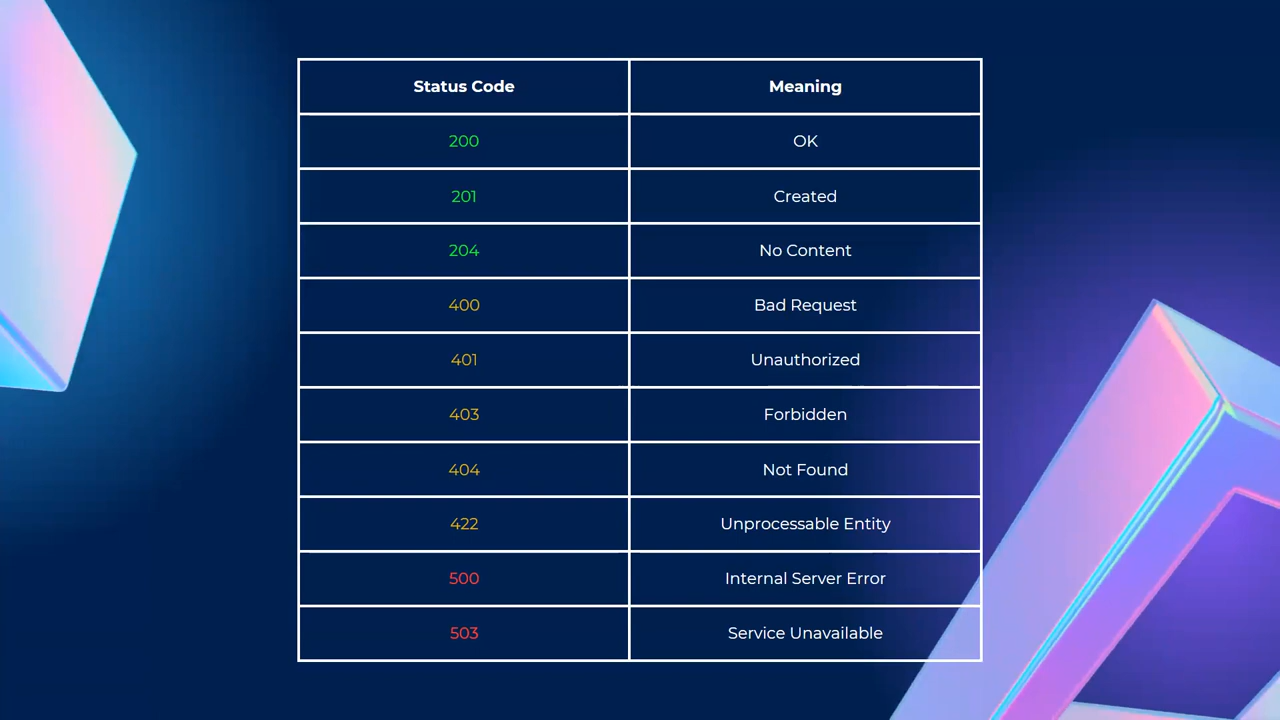 Status Code Meaning
200 OK
201 Created
204 No Content
400 Bad Request
401 Unauthorized
403 Forbidden
404 Not Found
422 Unprocessable Entity
500 Internal Server Error
503 Service Unavailable